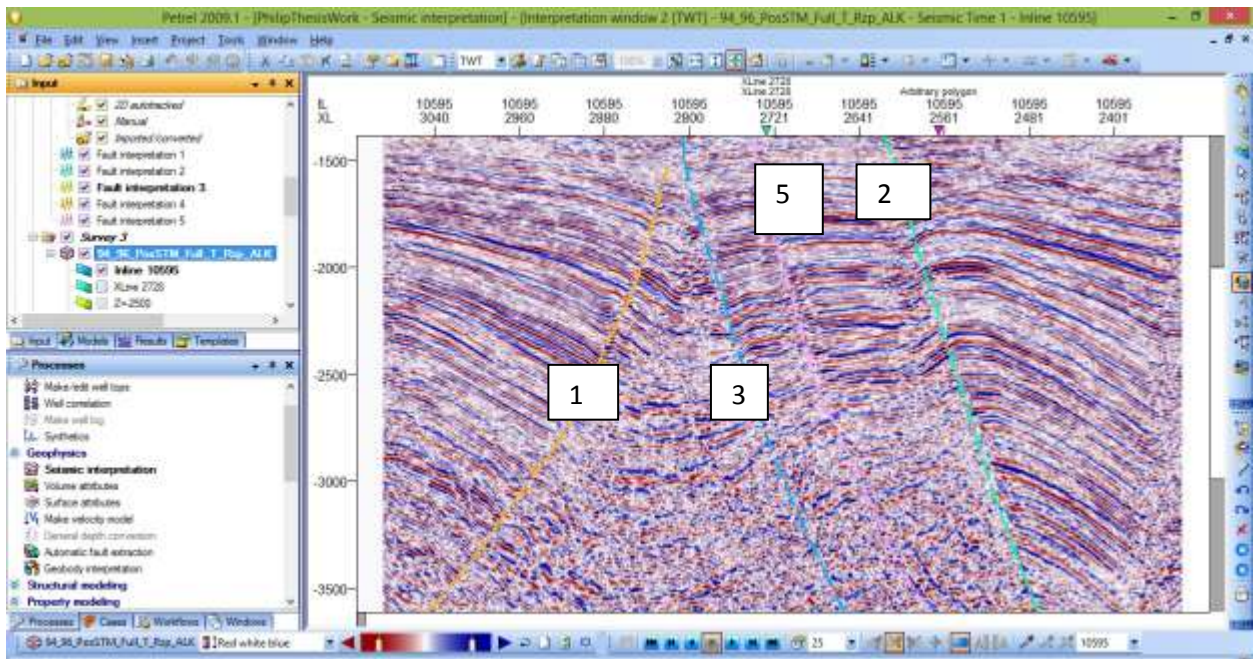 Petrel 2009.1 - [PhilipThesisWork - Seismic interpretation] - [Interpretation window 2 [TWT] - 94_96_PosSTM_Full_T_Rzp_ALK - Seismic Time 1 - Inline 10595]
File Edit View Insert Project Tools Window Help
TWT
Input
2D autotracked
Manual
Imported/converted
Fault interpretation 1
Fault interpretation 2
Fault interpretation 3
Fault interpretation 4
Fault interpretation 5
Survey 3
94_96_PosSTM_Full_T_Rzp_ALK
Inline 10595
XLine 2728
Z=-2500
Input Models Results Templates
Processes
Make/edit well tops
Well correlation
Make well log
Synthetics
Geophysics
Seismic interpretation
Volume attributes
Surface attributes
Make velocity model
General depth conversion
Automatic fault extraction
Geobody interpretation
Structural modeling
Property modeling
Processes Cases Workflows Windows
XLine 2728
XLine 2728
Arbitrary polygon
IL 10595 10595 10595 10595 10595 10595 10595 10595 10595
XL 3040 2960 2880 2800 2721 2641 2561 2481 2401
-1500
-2000
-2500
-3000
-3500
5 2
1 3
94_96_PosSTM_Full_T_Rzp_ALK Red white blue 25 10595